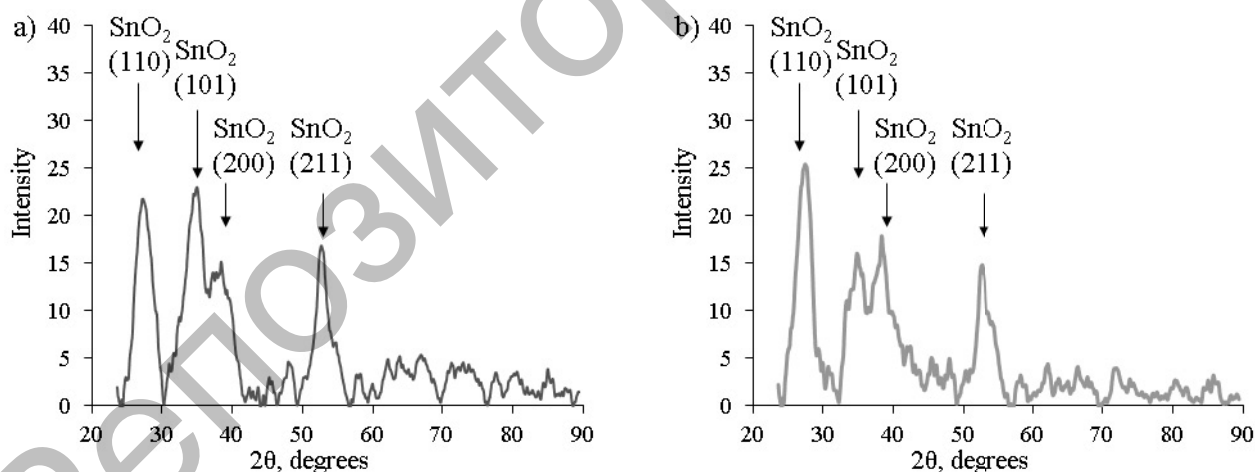 a)
SnO₂
(110)
SnO₂
(101)
SnO₂
(200)
SnO₂
(211)
Intensity
40
35
30
25
20
15
10
5
0
20 30 40 50 60 70 80 90
2θ, degrees
b)
SnO₂
(110)
SnO₂
(101)
SnO₂
(200)
SnO₂
(211)
Intensity
40
35
30
25
20
15
10
5
0
20 30 40 50 60 70 80 90
2θ, degrees
репозитор